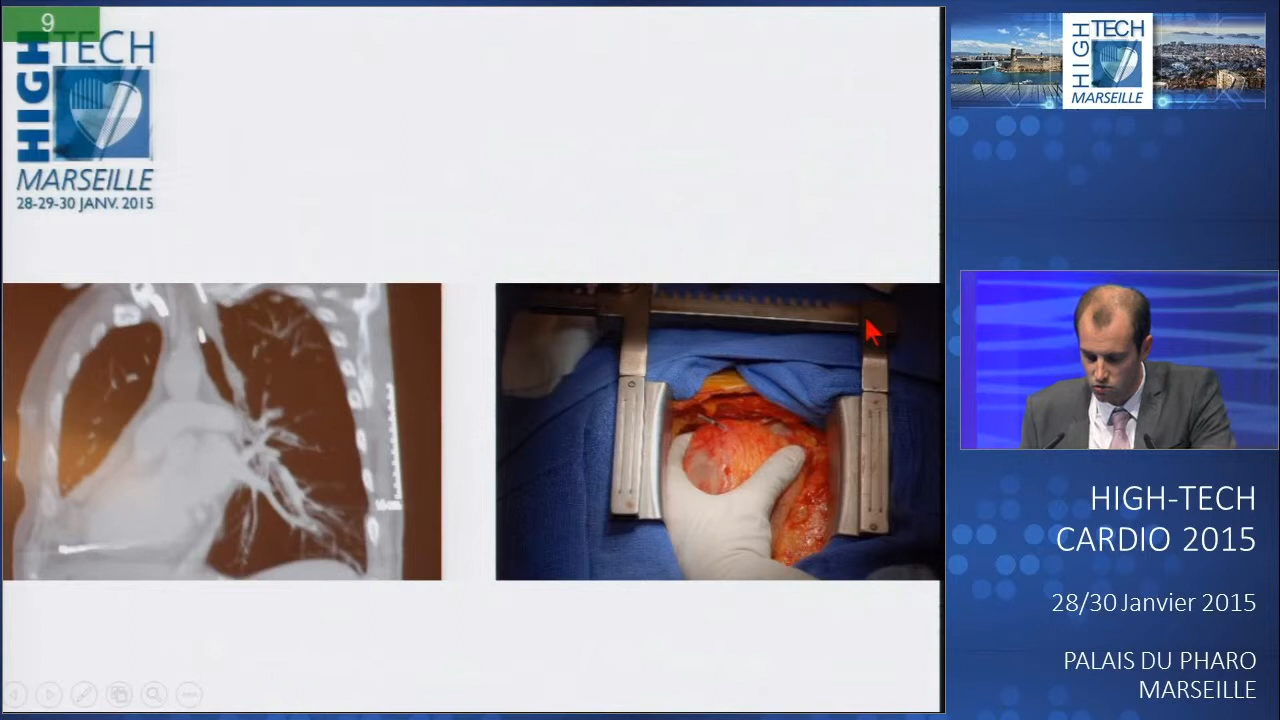 9
HIGH TECH
MARSEILLE
28-29-30 JANV. 2015
HIGH TECH
MARSEILLE
HIGH-TECH
CARDIO 2015
28/30 Janvier 2015
PALAIS DU PHARO
MARSEILLE